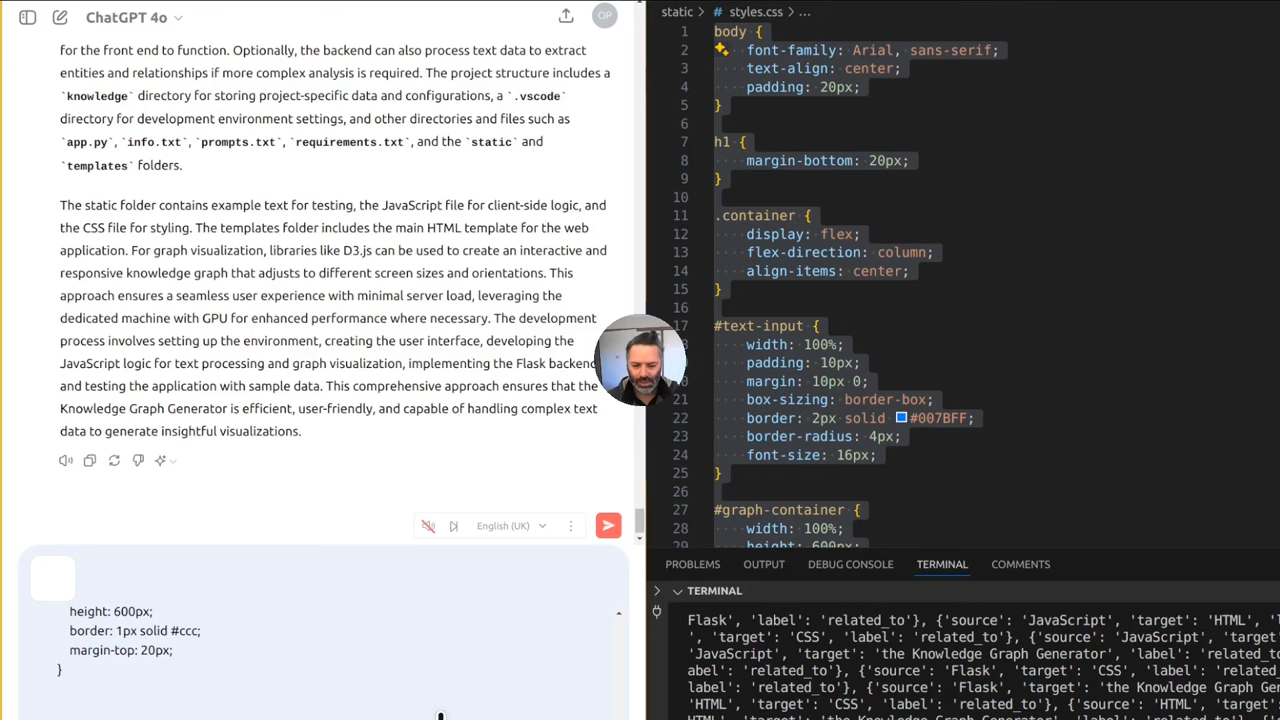 ChatGPT 4o
OP
for the front end to function. Optionally, the backend can also process text data to extract
entities and relationships if more complex analysis is required. The project structure includes a
`knowledge` directory for storing project-specific data and configurations, a `.vscode`
directory for development environment settings, and other directories and files such as
`app.py`, `info.txt`, `prompts.txt`, `requirements.txt`, and the `static` and
`templates` folders.
The static folder contains example text for testing, the JavaScript file for client-side logic, and
the CSS file for styling. The templates folder includes the main HTML template for the web
application. For graph visualization, libraries like D3.js can be used to create an interactive and
responsive knowledge graph that adjusts to different screen sizes and orientations. This
approach ensures a seamless user experience with minimal server load, leveraging the
dedicated machine with GPU for enhanced performance where necessary. The development
process involves setting up the environment, creating the user interface, developing the
JavaScript logic for text processing and graph visualization, implementing the Flask backend
and testing the application with sample data. This comprehensive approach ensures that the
Knowledge Graph Generator is efficient, user-friendly, and capable of handling complex text
data to generate insightful visualizations.
English (UK)
height: 600px;
border: 1px solid #ccc;
margin-top: 20px;
}
static > # styles.css > ...
1 body {
2 font-family: Arial, sans-serif;
3 text-align: center;
4 padding: 20px;
5 }
6
7 h1 {
8 margin-bottom: 20px;
9 }
10
11 .container {
12 display: flex;
13 flex-direction: column;
14 align-items: center;
15 }
16
17 #text-input {
18 width: 100%;
19 padding: 10px;
20 margin: 10px 0;
21 box-sizing: border-box;
22 border: 2px solid #007BFF;
23 border-radius: 4px;
24 font-size: 16px;
25 }
26
27 #graph-container {
28 width: 100%;
29 height: 600px;
PROBLEMS OUTPUT DEBUG CONSOLE TERMINAL COMMENTS
TERMINAL
Flask', 'label': 'related_to'}, {'source': 'JavaScript', 'target': 'HTML', 'l
', 'target': 'CSS', 'label': 'related_to'}, {'source': 'JavaScript', 'target':
'JavaScript', 'target': 'the Knowledge Graph Generator', 'label': 'related_to
abel': 'related_to'}, {'source': 'Flask', 'target': 'CSS', 'label': 'related_t
label': 'related_to'}, {'source': 'Flask', 'target': 'the Knowledge Graph Gene
'HTML', 'target': 'CSS', 'label': 'related_to'}, {'source': 'HTML', 'target':
HTML', 'target': 'the Knowledge Graph Generator', 'label': 'related_to'}